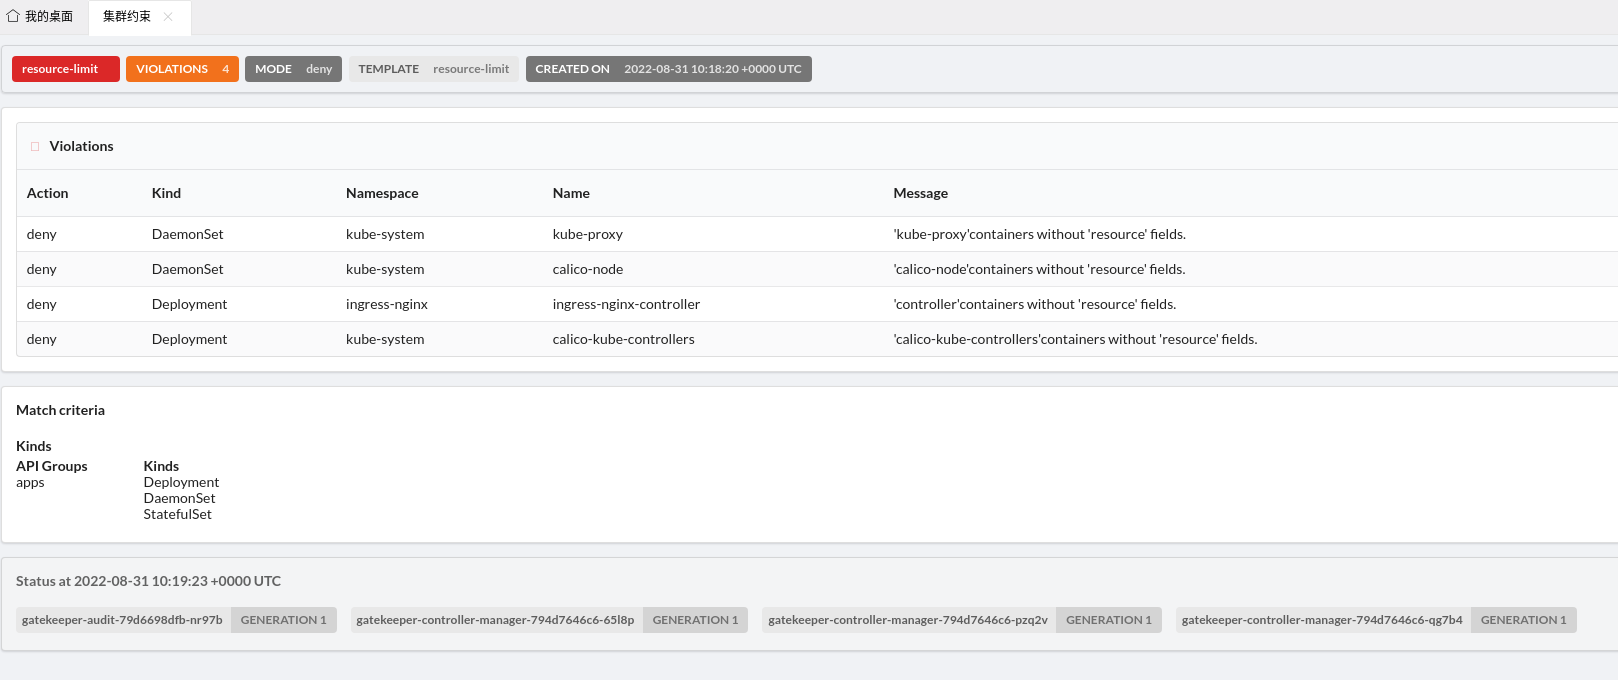 我的桌面 集群约束
resource-limit VIOLATIONS 4 MODE deny TEMPLATE resource-limit CREATED ON 2022-08-31 10:18:20 +0000 UTC
Violations
Action Kind Namespace Name Message
deny DaemonSet kube-system kube-proxy 'kube-proxy'containers without 'resource' fields.
deny DaemonSet kube-system calico-node 'calico-node'containers without 'resource' fields.
deny Deployment ingress-nginx ingress-nginx-controller 'controller'containers without 'resource' fields.
deny Deployment kube-system calico-kube-controllers 'calico-kube-controllers'containers without 'resource' fields.
Match criteria
Kinds
API Groups Kinds
apps Deployment
DaemonSet
StatefulSet
Status at 2022-08-31 10:19:23 +0000 UTC
gatekeeper-audit-79d6698dfb-nr97b GENERATION 1 gatekeeper-controller-manager-794d7646c6-65l8p GENERATION 1 gatekeeper-controller-manager-794d7646c6-pzq2v GENERATION 1 gatekeeper-controller-manager-794d7646c6-qg7b4 GENERATION 1